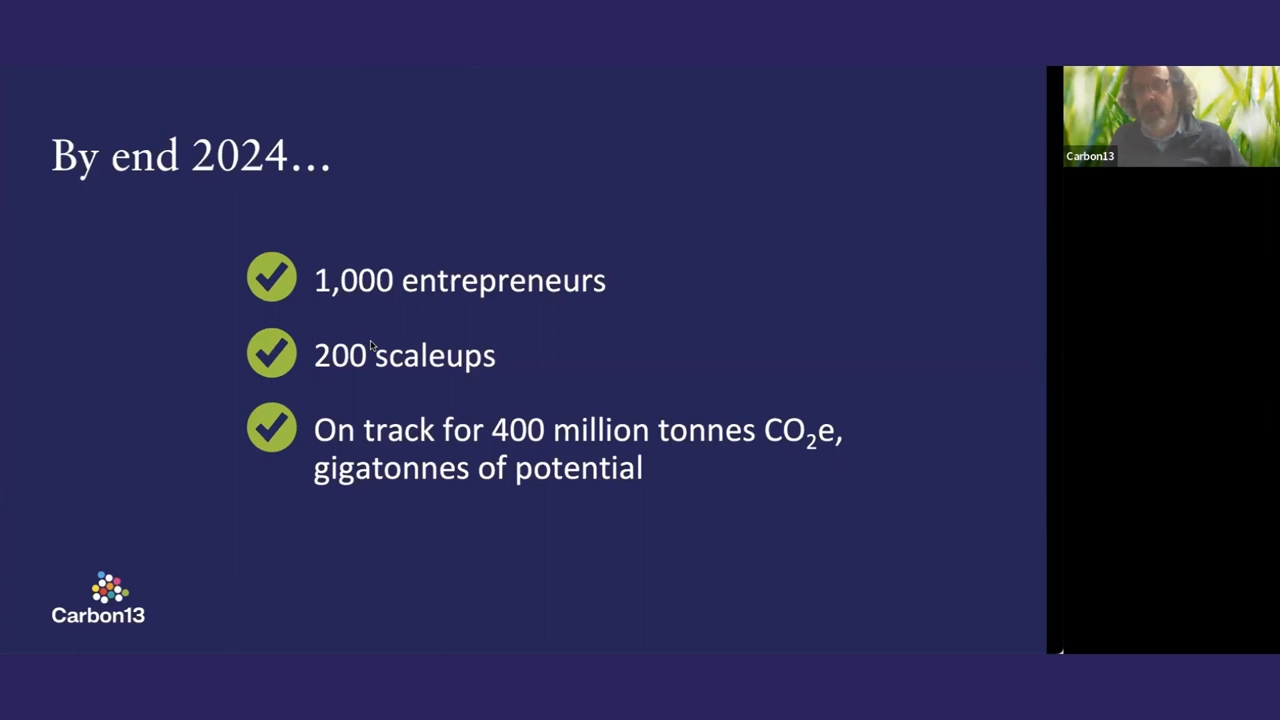 By end 2024...
1,000 entrepreneurs
200 scaleups
On track for 400 million tonnes CO₂e,
gigatonnes of potential
Carbon13
Carbon13